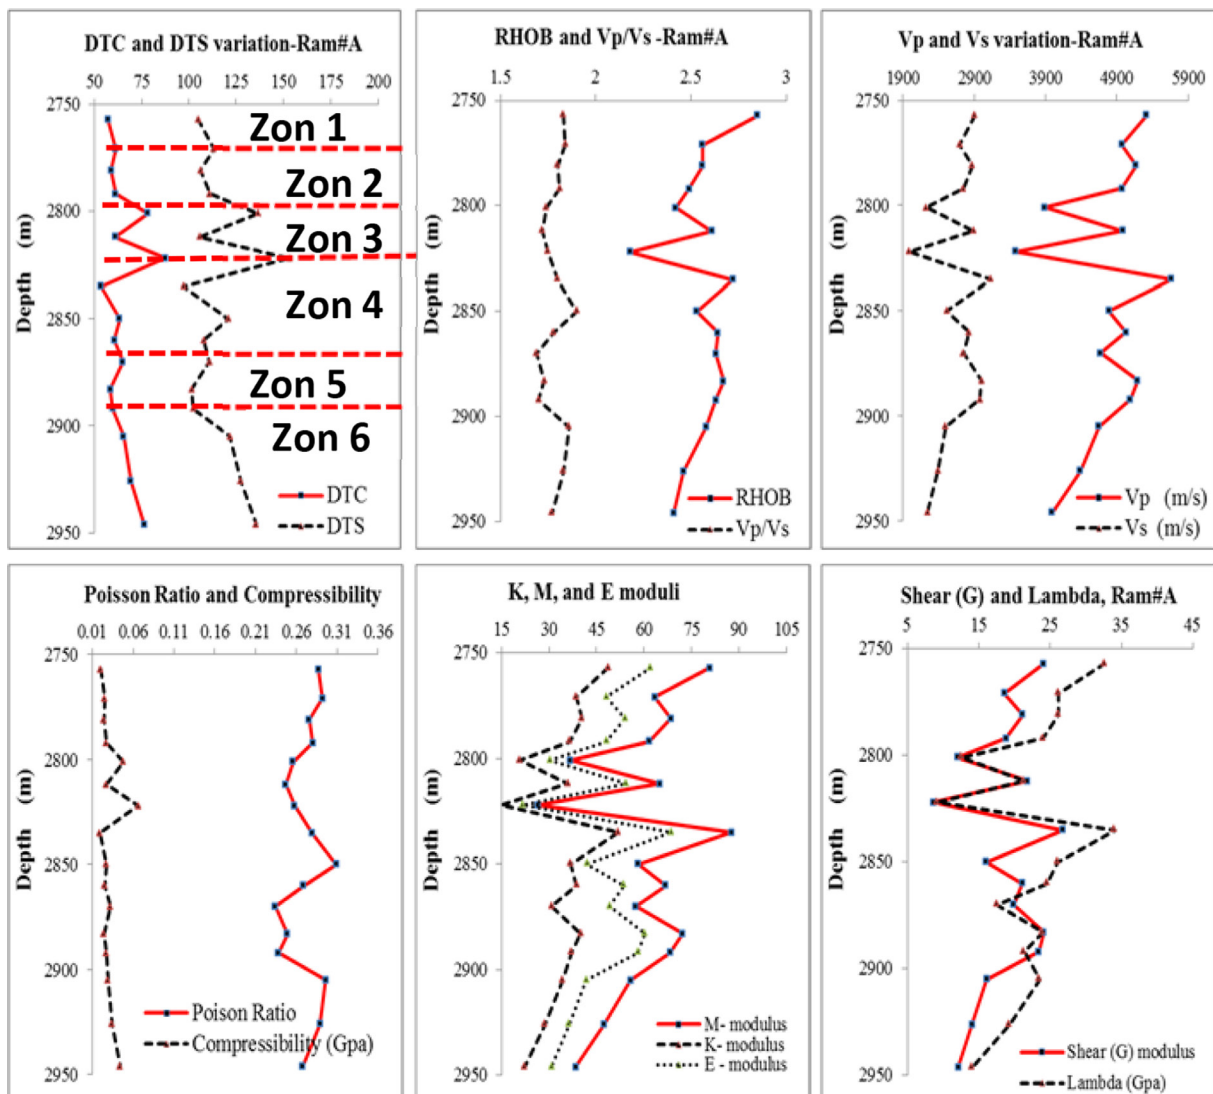 DTC and DTS variation-Ram#A
50 75 100 125 150 175 200
2750
2800
2850
2900
2950
Depth (m)
Zon 1
Zon 2
Zon 3
Zon 4
Zon 5
Zon 6
DTC
DTS
RHOB and Vp/Vs -Ram#A
1.5 2 2.5 3
2750
2800
2850
2900
2950
Depth (m)
RHOB
Vp/Vs
Vp and Vs variation-Ram#A
1900 2900 3900 4900 5900
2750
2800
2850
2900
2950
Depth (m)
Vp (m/s)
Vs (m/s)
Poisson Ratio and Compressibility
0.01 0.06 0.11 0.16 0.21 0.26 0.31 0.36
2750
2800
2850
2900
2950
Depth (m)
Poison Ratio
Compressibility (Gpa)
K, M, and E moduli
15 30 45 60 75 90 105
2750
2800
2850
2900
2950
Depth (m)
M- modulus
K- modulus
E - modulus
Shear (G) and Lambda, Ram#A
5 15 25 35 45
2750
2800
2850
2900
2950
Depth (m)
Shear (G) modulus
Lambda (Gpa)